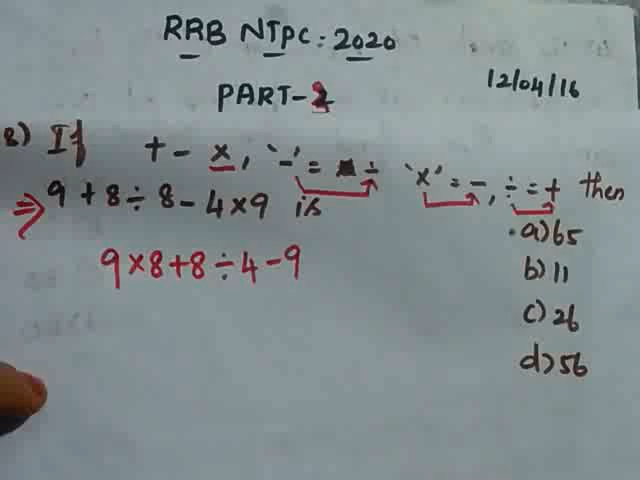 RRB NTPC: 2020
PART-2
12/04/16
8) If + - x, '-' = ÷ 'x' = -, ÷ = + then
⇒ 9 + 8 ÷ 8 - 4 x 9 is
9 x 8 + 8 ÷ 4 - 9
a) 65
b) 11
c) 26
d) 56